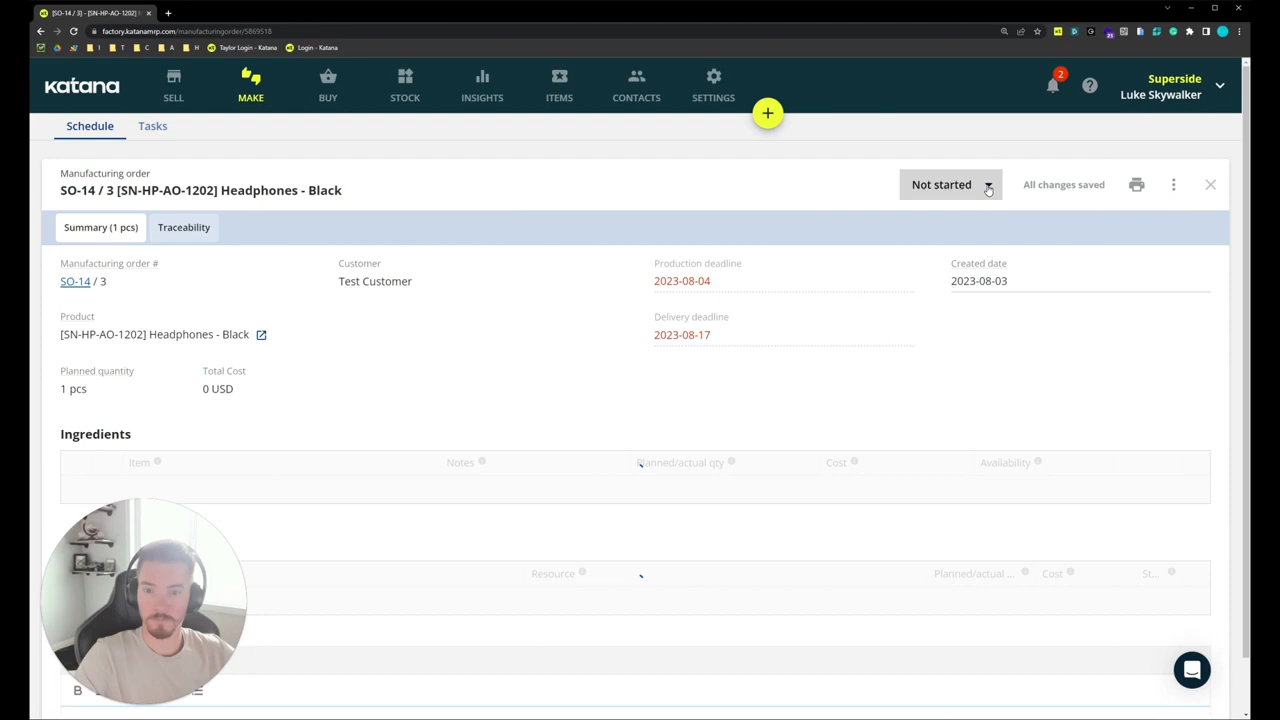 [SO-14 / 3] - [SN-HP-AO-1202] H
factory.katanamrp.com/manufacturingorder/5869518
I T C A H Taylor Login - Katana Login - Katana
katana
SELL
MAKE
BUY
STOCK
INSIGHTS
ITEMS
CONTACTS
SETTINGS
2
Superside
Luke Skywalker
Schedule Tasks
Manufacturing order
SO-14 / 3 [SN-HP-AO-1202] Headphones - Black
Not started
All changes saved
Summary (1 pcs) Traceability
Manufacturing order # Customer Production deadline Created date
SO-14 / 3 Test Customer 2023-08-04 2023-08-03
Product Delivery deadline
[SN-HP-AO-1202] Headphones - Black 2023-08-17
Planned quantity Total Cost
1 pcs 0 USD
Ingredients
Item Notes Planned/actual qty Cost Availability
Resource Planned/actual ... Cost St...
B